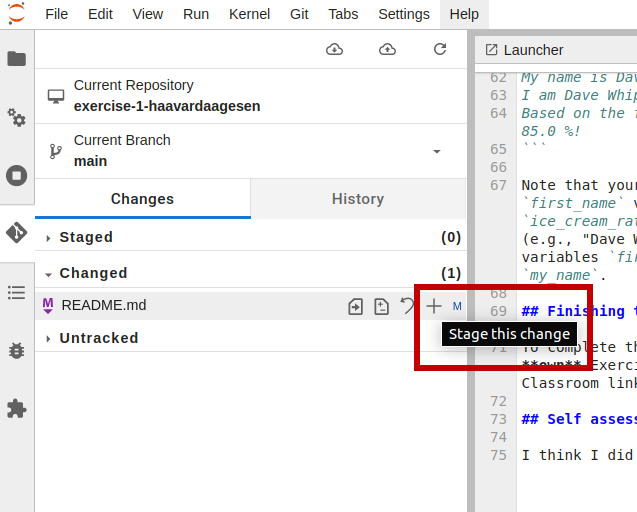 File Edit View Run Kernel Git Tabs Settings Help
Current Repository
exercise-1-haavardaagesen
Current Branch
main
Changes History
Staged (0)
Changed (1)
README.md M
Stage this change
Untracked
Launcher
62 My name is Dav
63 I am Dave Whip
64 Based on the f
85.0 %!
65 ```
66
67 Note that your
`first_name` v
`ice_cream_rat
(e.g., "Dave W
variables `fir
`my_name`.
68
69 ## Finishing t
71 To complete th
**own** Exerci
Classroom link
72
73 ## Self assess
74
75 I think I did